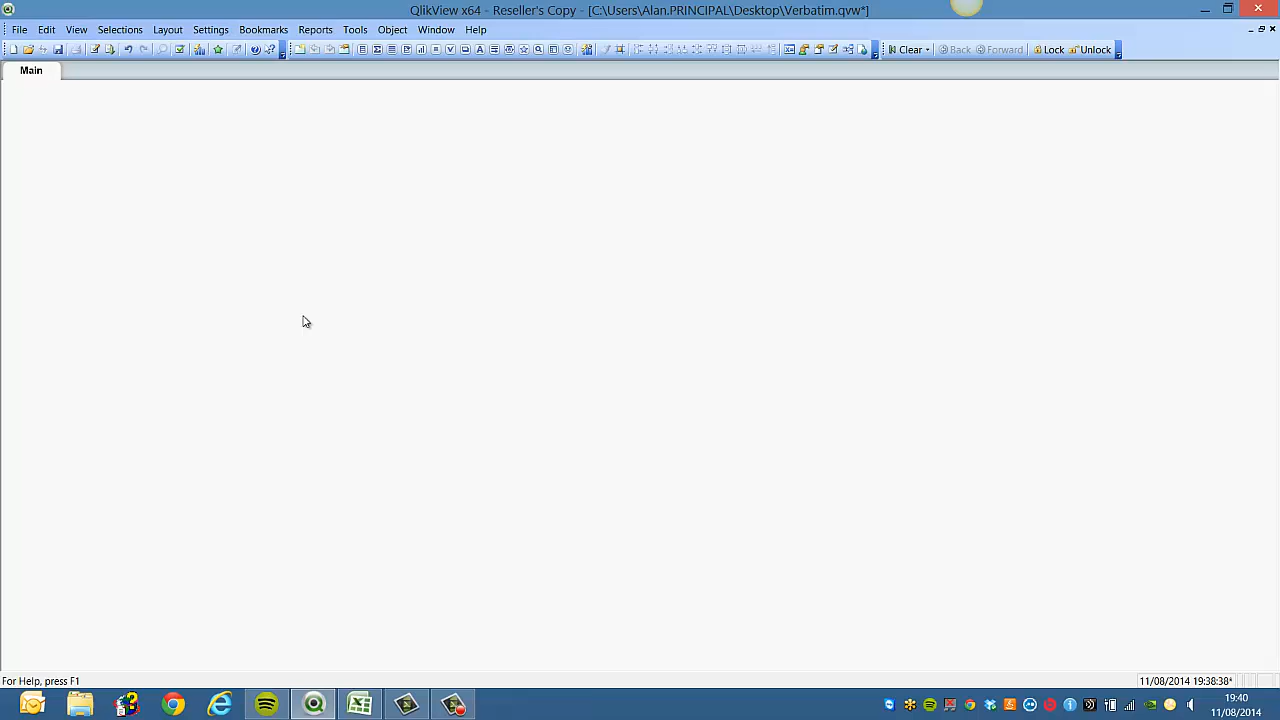 QlikView x64 - Reseller's Copy - [C:\Users\Alan.PRINCIPAL\Desktop\Verbatim.qvw*]
File Edit View Selections Layout Settings Bookmarks Reports Tools Object Window Help
Clear Back Forward Lock Unlock
Main
For Help, press F1
11/08/2014 19:38:38*
19:40
11/08/2014